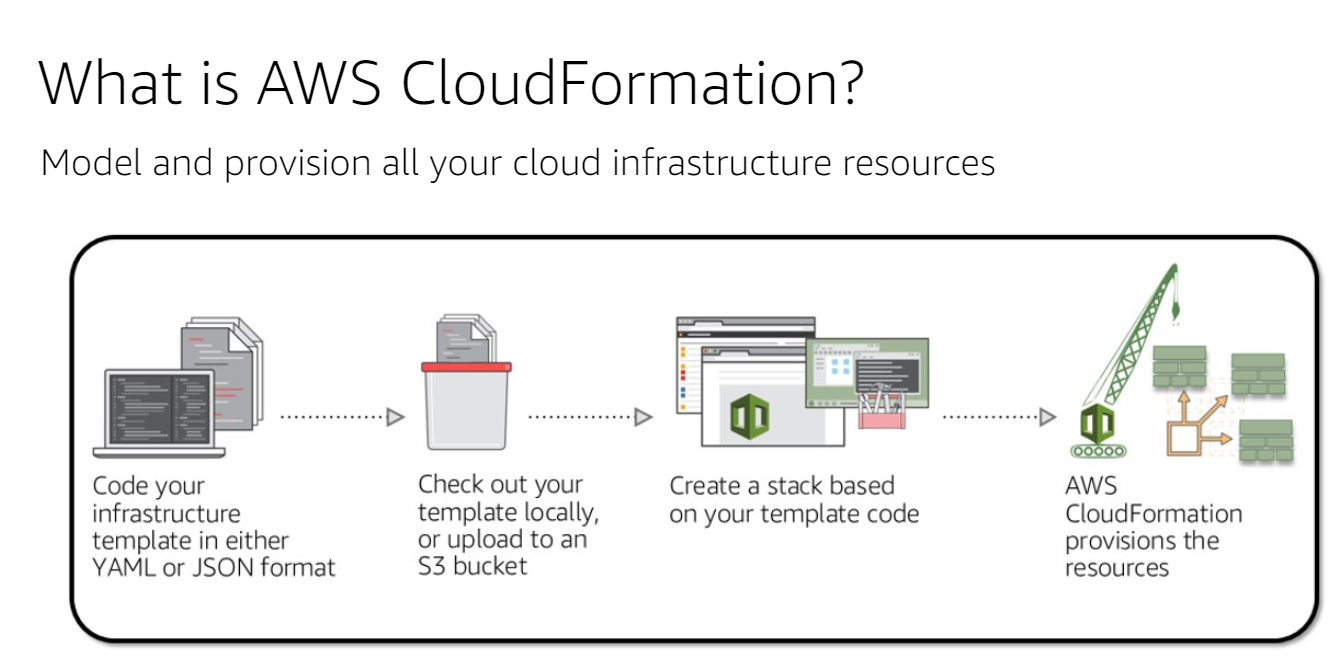 What is AWS CloudFormation?
Model and provision all your cloud infrastructure resources
Code your
infrastructure
template in either
YAML or JSON format
Check out your
template locally,
or upload to an
S3 bucket
Create a stack based
on your template code
AWS
CloudFormation
provisions the
resources